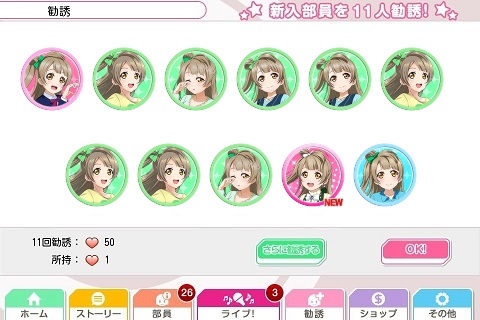 勧誘
新入部員を11人勧誘!
NEW
11回勧誘: 50
所持: 1
さらに勧誘する
OK!
26
3
ホーム
ストーリー
部員
ライブ!
勧誘
ショップ
その他